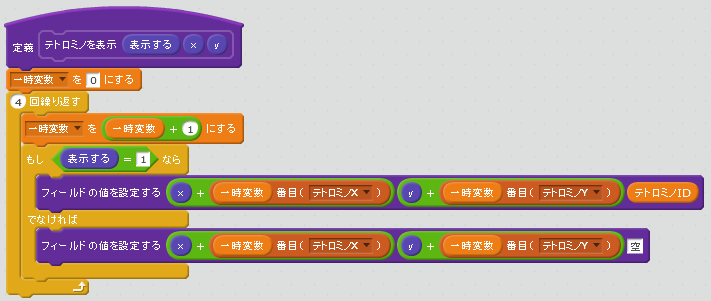 定義 テトロミノを表示 表示する x y
一時変数 を 0 にする
4 回繰り返す
一時変数 を 一時変数 + 1 にする
もし 表示する = 1 なら
フィールドの値を設定する x + 一時変数 番目( テトロミノX ) y + 一時変数 番目( テトロミノY ) テトロミノID
でなければ
フィールドの値を設定する x + 一時変数 番目( テトロミノX ) y + 一時変数 番目( テトロミノY ) 空